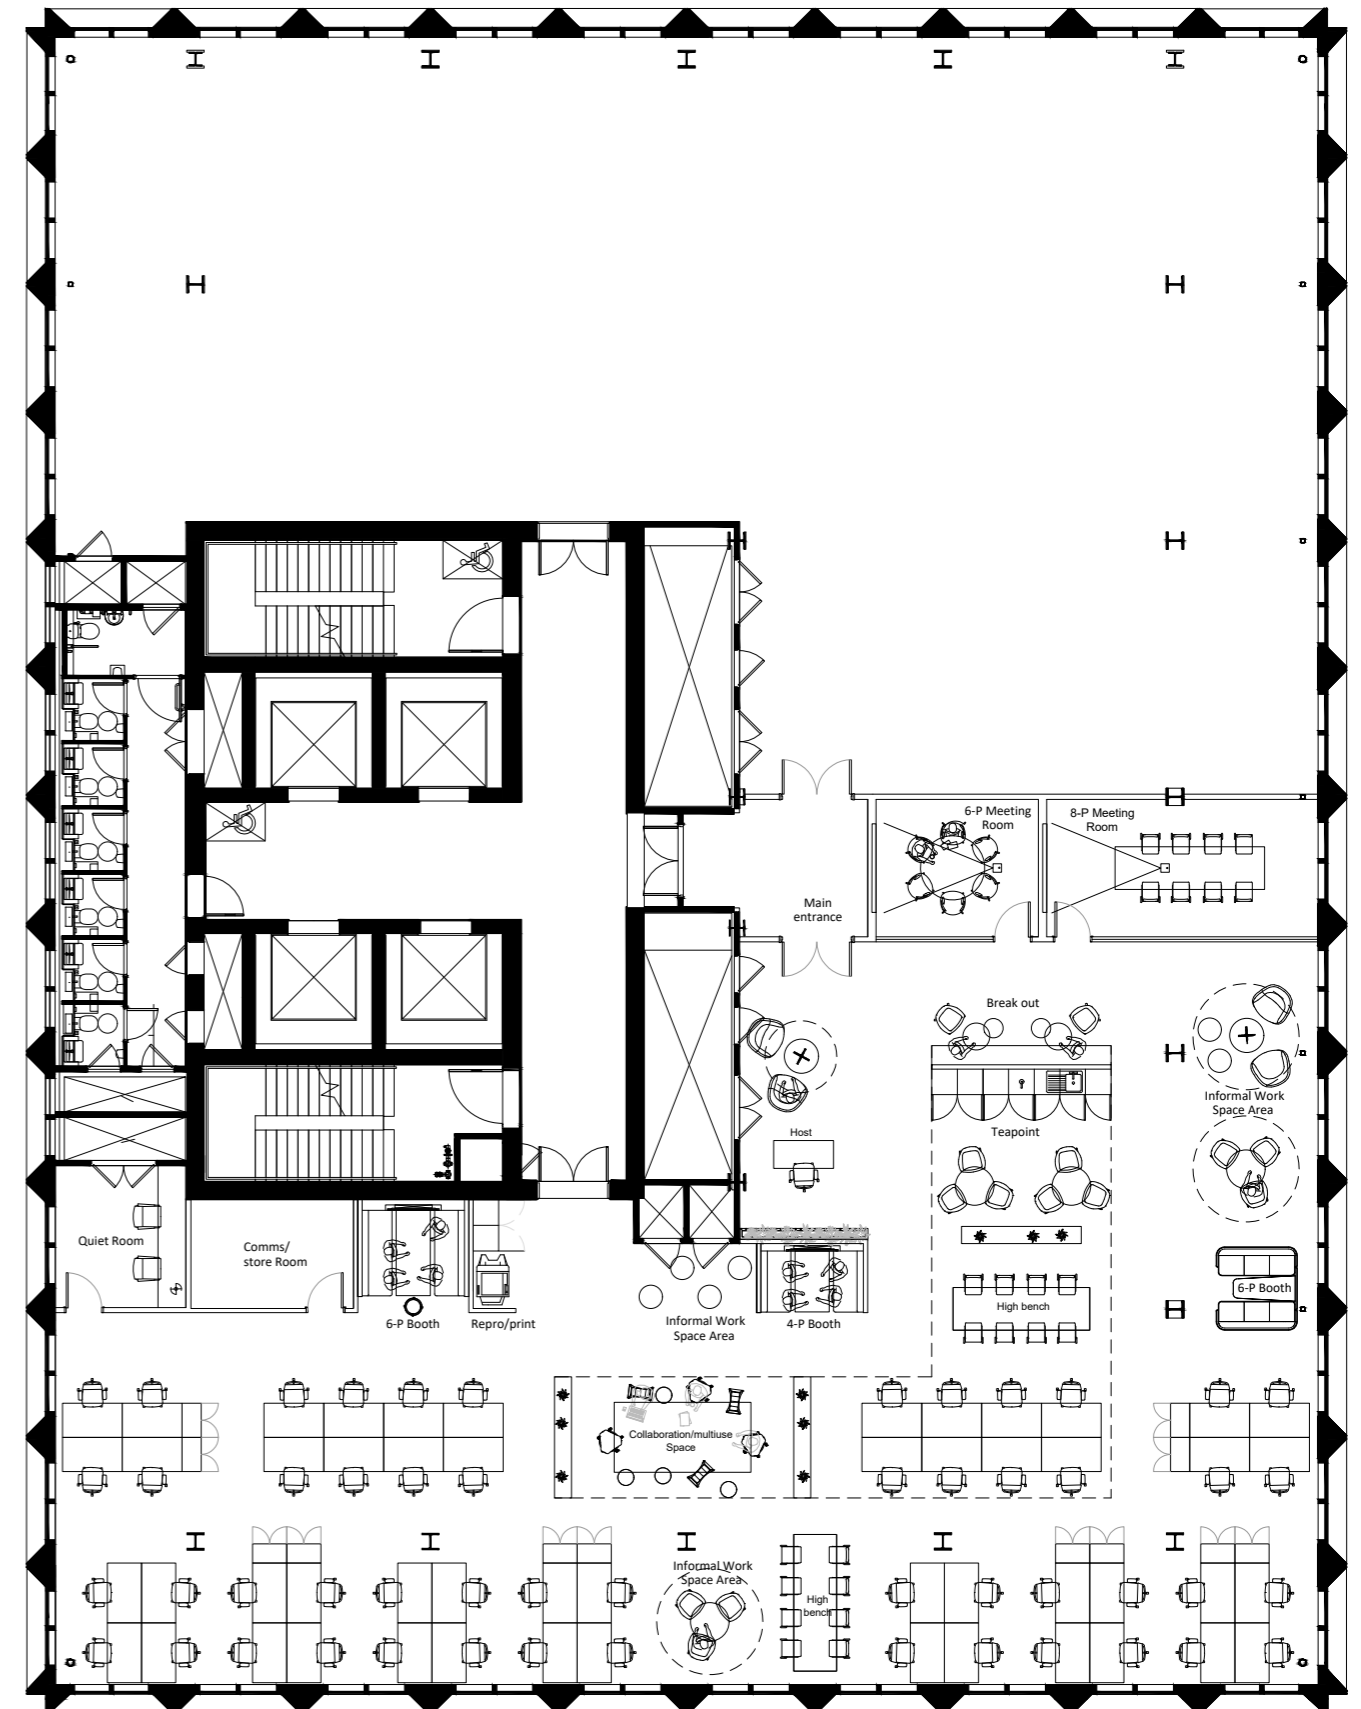 6-P Meeting
Room
8-P Meeting
Room
Main
entrance
Break out
Informal Work
Space Area
Host
Teapoint
Quiet Room
Comms/
store Room
6-P Booth
High bench
6-P Booth
Repro/print
Informal Work
Space Area
4-P Booth
Collaboration/multiuse
Space
Informal Work
Space Area
High
bench